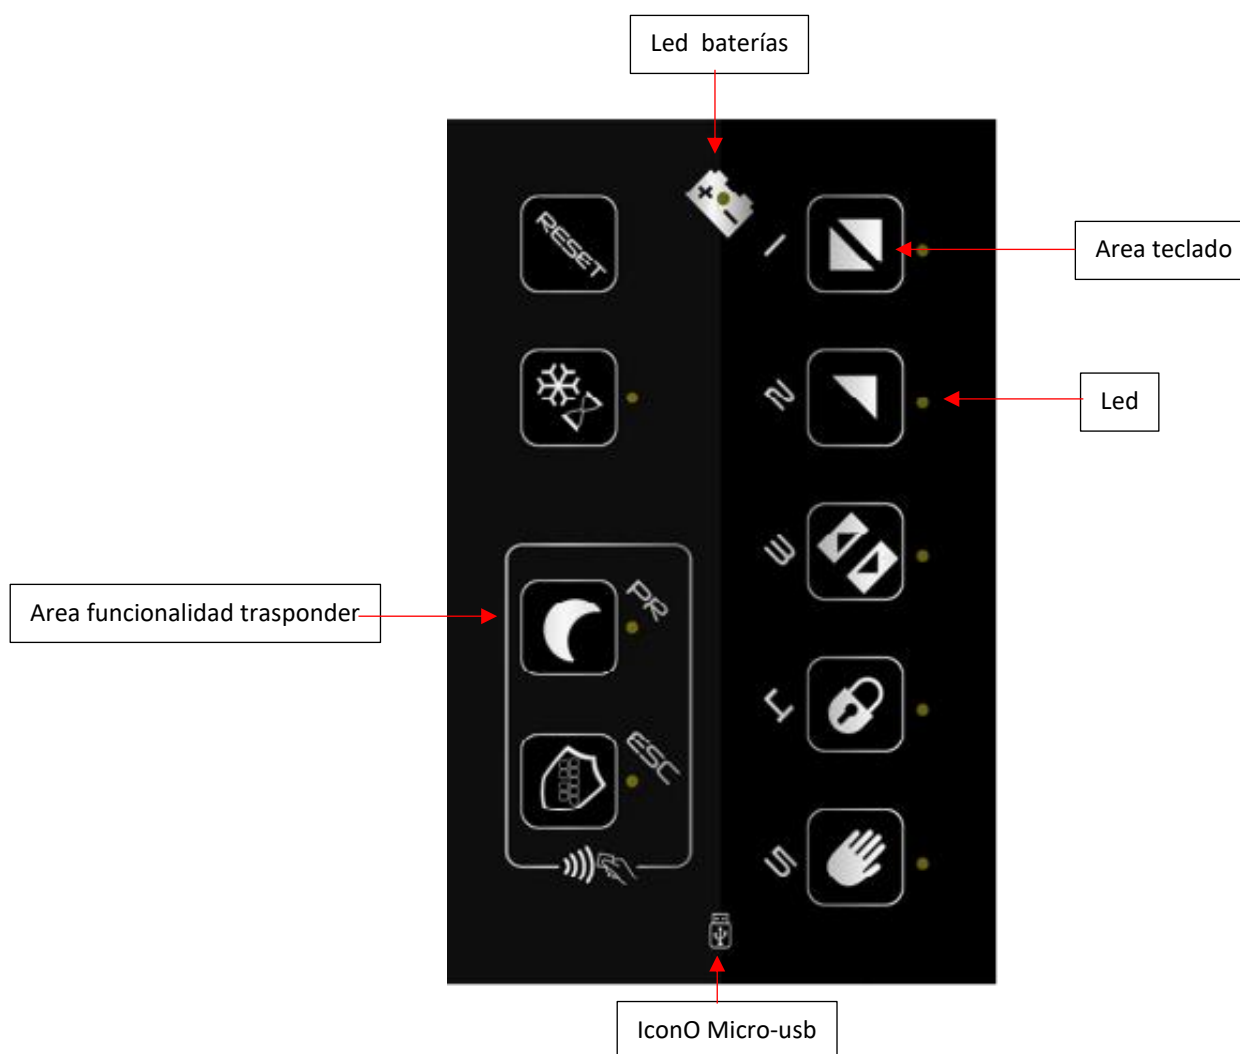 Led  baterías
RESET
1
Area teclado
2
Led
3
Area funcionalidad trasponder
PR
4
ESC
5
IconO Micro-usb